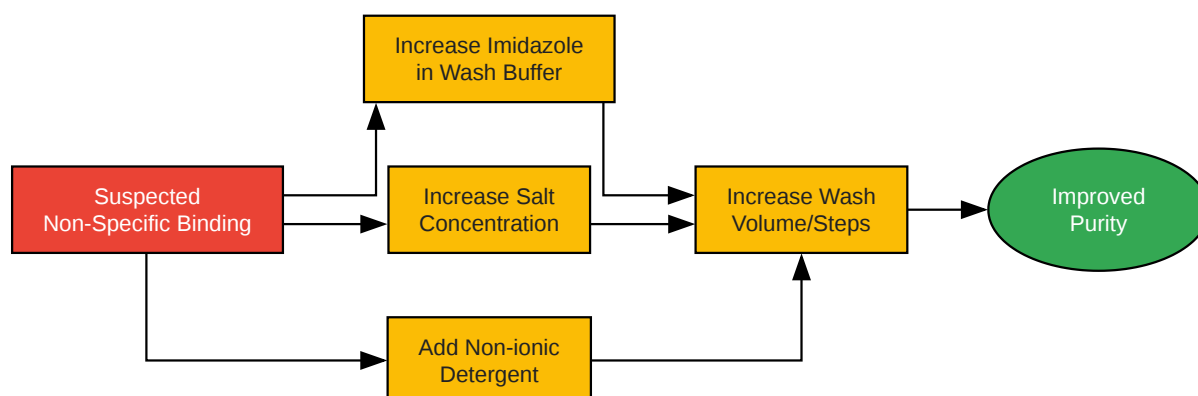 Increase Imidazole
in Wash Buffer
Suspected
Non-Specific Binding
Increase Salt
Concentration
Increase Wash
Volume/Steps
Improved
Purity
Add Non-ionic
Detergent